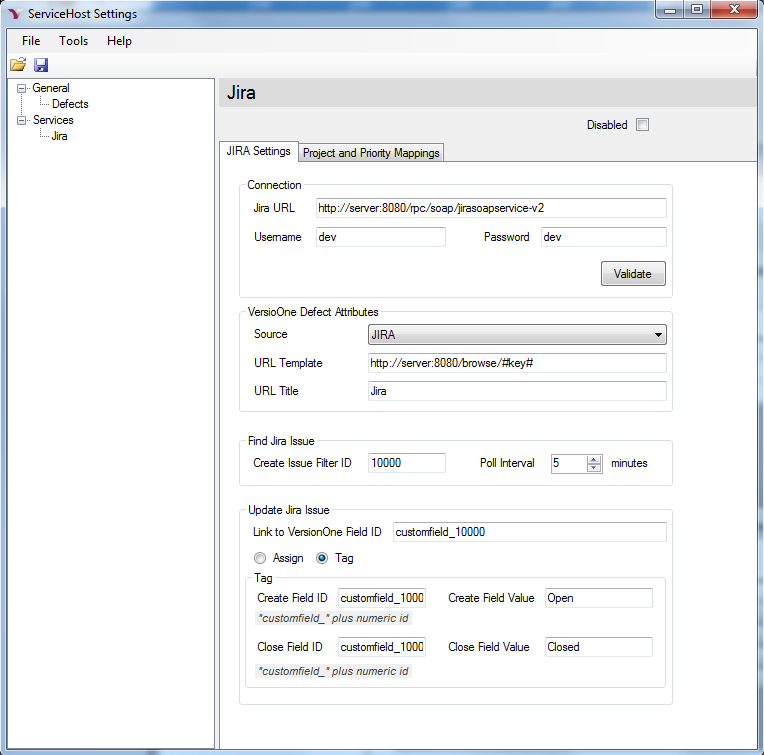 ServiceHost Settings
File Tools Help
General
Defects
Services
Jira
Jira
Disabled
JIRA Settings Project and Priority Mappings
Connection
Jira URL http://server:8080/rpc/soap/jirasoapservice-v2
Username dev Password dev
Validate
VersioOne Defect Attributes
Source JIRA
URL Template http://server:8080/browse/#key#
URL Title Jira
Find Jira Issue
Create Issue Filter ID 10000 Poll Interval 5 minutes
Update Jira Issue
Link to VersionOne Field ID customfield_10000
Assign Tag
Tag
Create Field ID customfield_1000 Create Field Value Open
"customfield_" plus numeric id
Close Field ID customfield_1000 Close Field Value Closed
"customfield_" plus numeric id